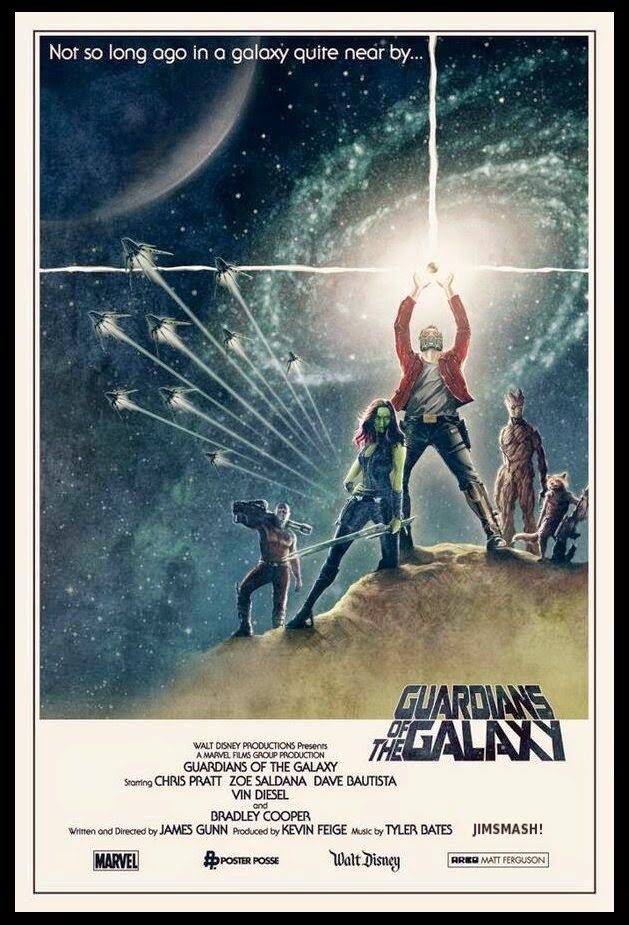 Not so long ago in a galaxy quite near by...
GUARDIANS
OF
THE GALAXY
WALT DISNEY PRODUCTIONS Presents
A MARVEL FILMS GROUP PRODUCTION
GUARDIANS OF THE GALAXY
Starring CHRIS PRATT ZOE SALDANA DAVE BAUTISTA
VIN DIESEL
and
BRADLEY COOPER
Written and Directed by JAMES GUNN Produced by KEVIN FEIGE Music by TYLER BATES JIMSMASH!
MARVEL PP POSTER POSSE Walt Disney MATT FERGUSON